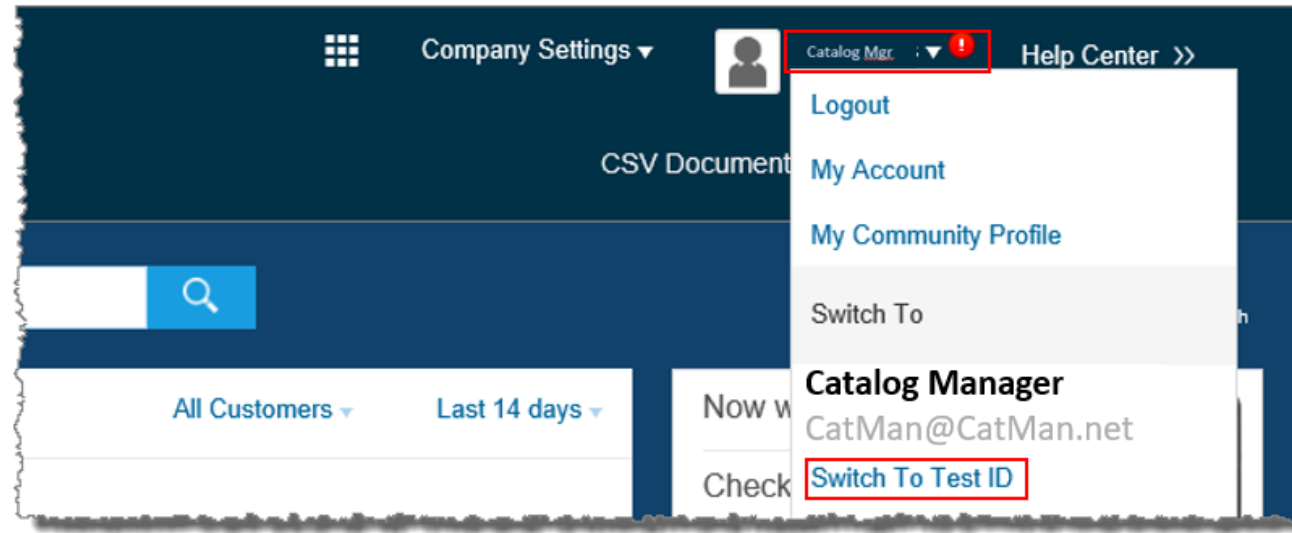 Company Settings
Catalog Mgr.
Help Center >>
Logout
CSV Document
My Account
My Community Profile
Switch To
h
Catalog Manager
All Customers
Last 14 days
Now w
CatMan@CatMan.net
Check
Switch To Test ID